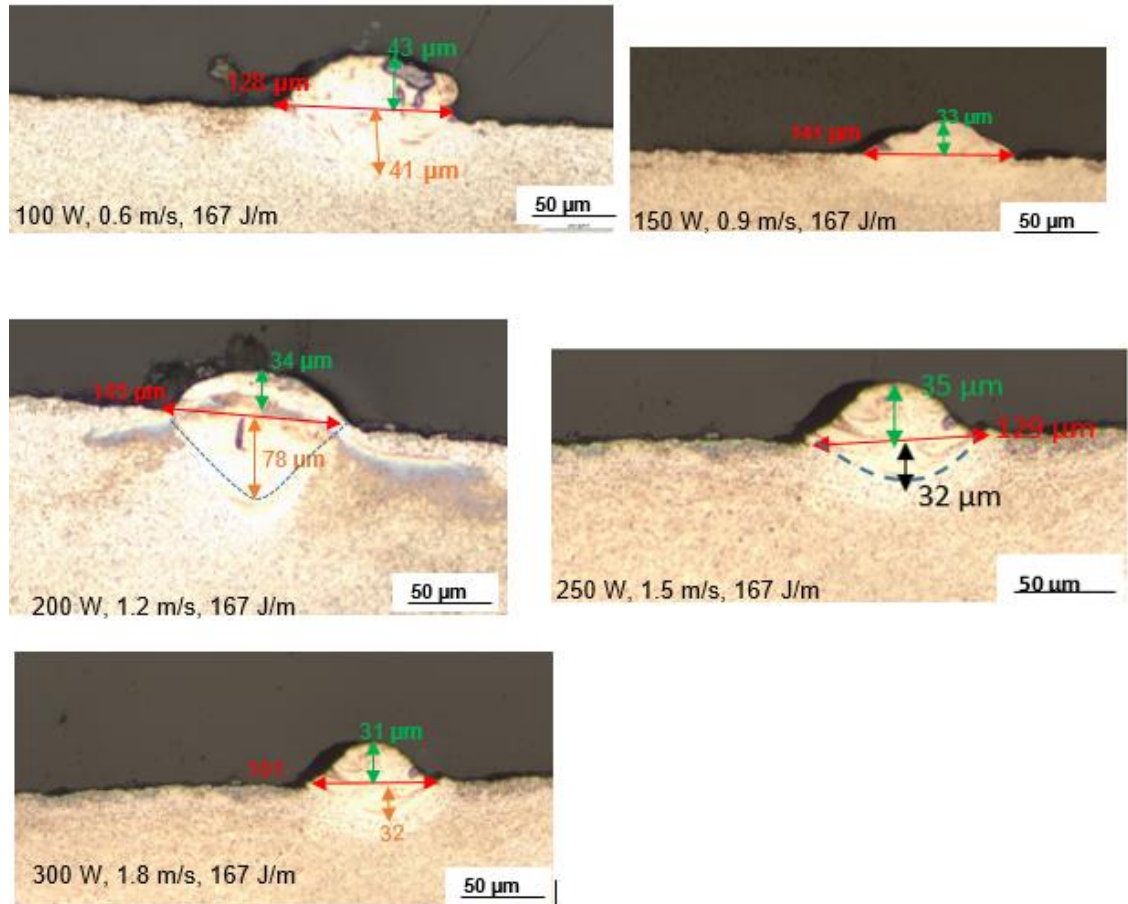 43 µm
128 µm
41 µm
50 µm
100 W, 0.6 m/s, 167 J/m
33 µm
141 µm
50 µm
150 W, 0.9 m/s, 167 J/m
34 µm
145 µm
78 µm
50 µm
200 W, 1.2 m/s, 167 J/m
35 µm
129 µm
32 µm
50 µm
250 W, 1.5 m/s, 167 J/m
31 µm
101
32
50 µm
300 W, 1.8 m/s, 167 J/m